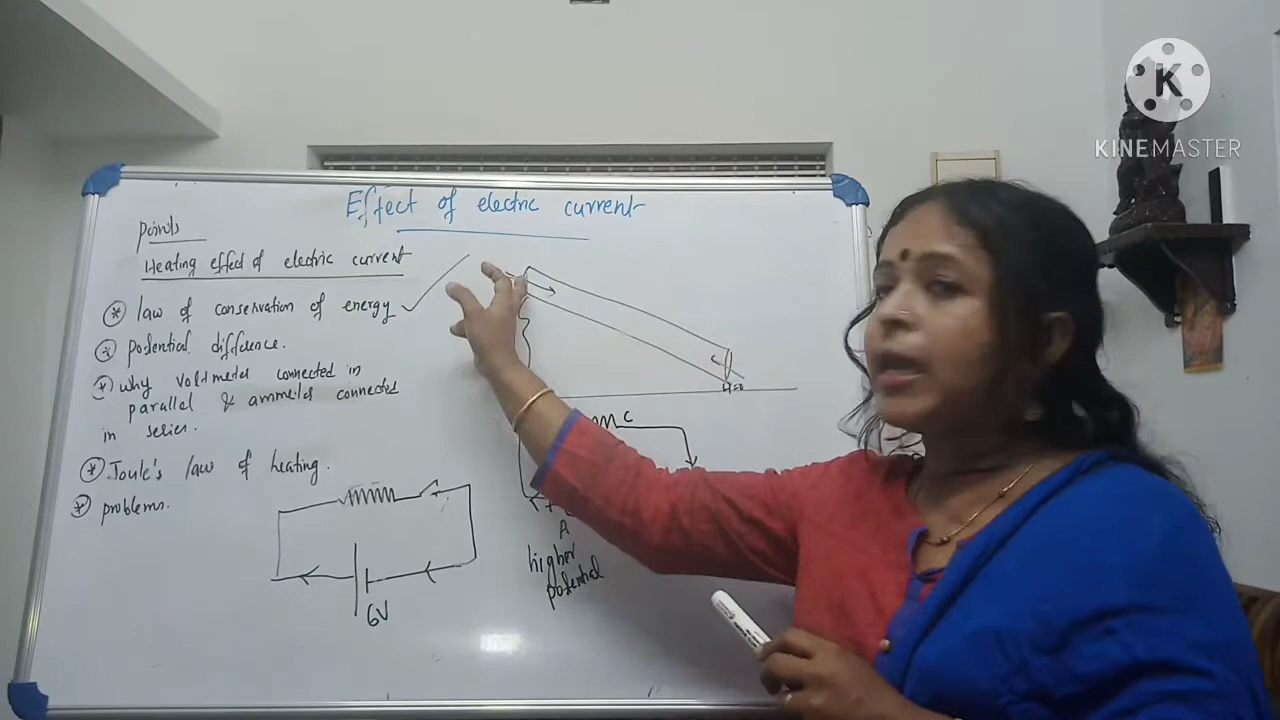 Effect of electric current
points
Heating effect of electric current
law of conservation of energy
potential difference.
why voltmeter connected in
parallel & ammeter connected
in series.
Joule's law of heating.
problems.
6V
C
+
A
higher
potential
K
KINEMASTER